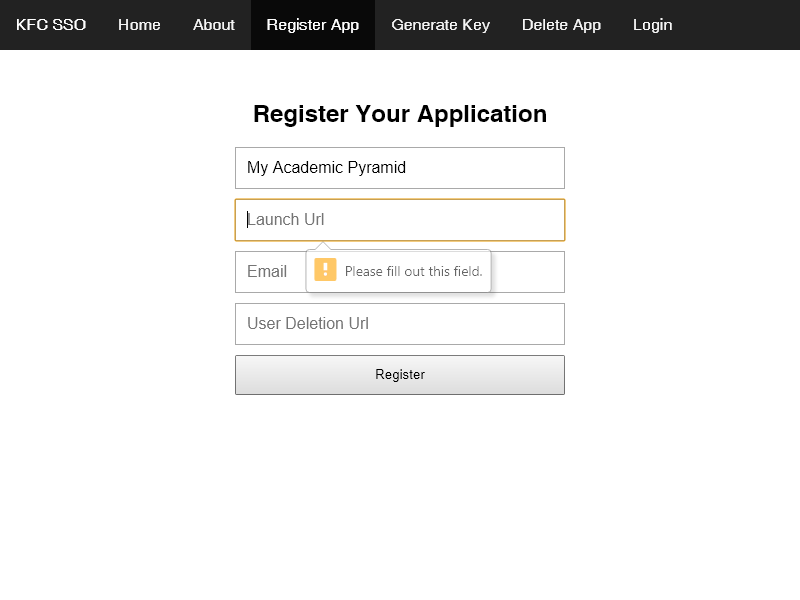 KFC SSO Home About Register App Generate Key Delete App Login
Register Your Application
My Academic Pyramid
Launch Url
Email
Please fill out this field.
User Deletion Url
Register